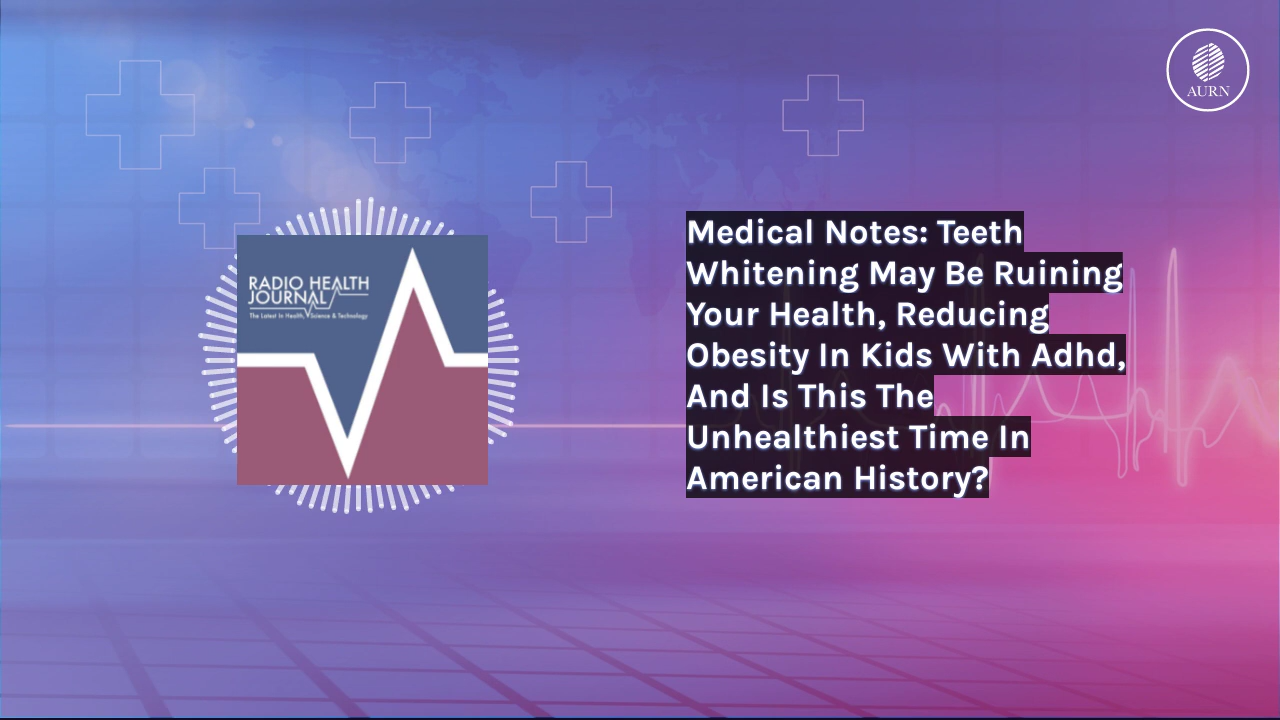 AURN
RADIO HEALTH
JOURNAL
The Latest In Health, Science & Technology
Medical Notes: Teeth
Whitening May Be Ruining
Your Health, Reducing
Obesity In Kids With Adhd,
And Is This The
Unhealthiest Time In
American History?